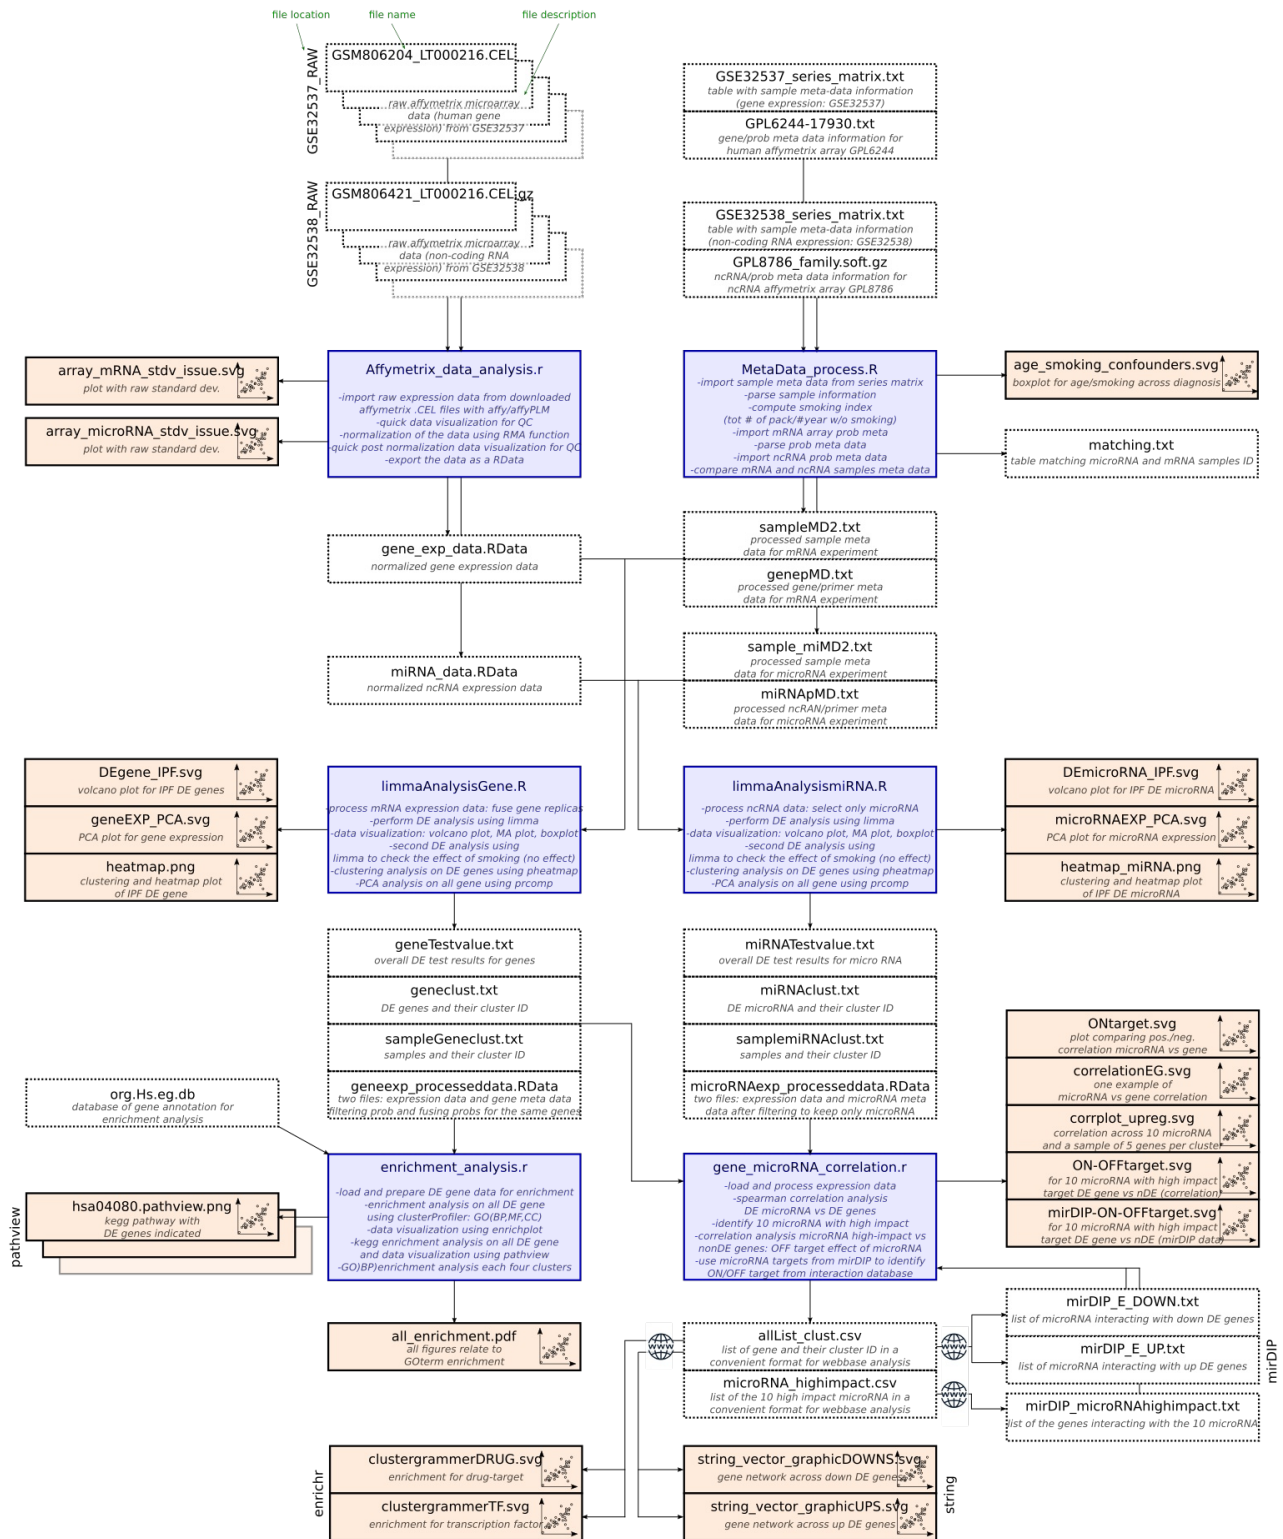 file location
file name
file description
GSE32537_RAW
GSM806204_LT000216.CEL
raw affymetrix microarray
data (human gene
expression) from GSE32537
GSE32537_series_matrix.txt
table with sample meta-data information
(gene expression: GSE32537)
GPL6244-17930.txt
gene/prob meta data information for
human affymetrix array GPL6244
GSE32538_RAW
GSM806421_LT000216.CEL.gz
raw affymetrix microarray
data (non-coding RNA
expression) from GSE32538
GSE32538_series_matrix.txt
table with sample meta-data information
(non-coding RNA expression: GSE32538)
GPL8786_family.soft.gz
ncRNA/prob meta data information for
ncRNA affymetrix array GPL8786
array_mRNA_stdv_issue.svg
plot with raw standard dev.
array_microRNA_stdv_issue.svg
plot with raw standard dev.
Affymetrix_data_analysis.r
-import raw expression data from downloaded
affymetrix .CEL files with affy/affyPLM
-quick data visualization for QC
-normalization of the data using RMA function
-quick post normalization data visualization for QC
-export the data as a RData
MetaData_process.R
-import sample meta data from series matrix
-parse sample information
-compute smoking index
(tot # of pack/#year w/o smoking)
-import mRNA array prob meta
-parse prob meta data
-import ncRNA prob meta data
-compare mRNA and ncRNA samples meta data
age_smoking_confounders.svg
boxplot for age/smoking across diagnosis
matching.txt
table matching microRNA and mRNA samples ID
gene_exp_data.RData
normalized gene expression data
sampleMD2.txt
processed sample meta
data for mRNA experiment
genepMD.txt
processed gene/primer meta
data for mRNA experiment
miRNA_data.RData
normalized ncRNA expression data
sample_miMD2.txt
processed sample meta
data for microRNA experiment
miRNApMD.txt
processed ncRAN/primer meta
data for microRNA experiment
DEgene_IPF.svg
volcano plot for IPF DE genes
geneEXP_PCA.svg
PCA plot for gene expression
heatmap.png
clustering and heatmap plot
of IPF DE gene
limmaAnalysisGene.R
-process mRNA expression data: fuse gene replicas
-perform DE analysis using limma
-data visualization: volcano plot, MA plot, boxplot
-second DE analysis using
limma to check the effect of smoking (no effect)
-clustering analysis on DE genes using pheatmap
-PCA analysis on all gene using prcomp
limmaAnalysismiRNA.R
-process ncRNA data: select only microRNA
-perform DE analysis using limma
-data visualization: volcano plot, MA plot, boxplot
-second DE analysis using
limma to check the effect of smoking (no effect)
-clustering analysis on DE genes using pheatmap
-PCA analysis on all gene using prcomp
DEmicroRNA_IPF.svg
volcano plot for IPF DE microRNA
microRNAEXP_PCA.svg
PCA plot for microRNA expression
heatmap_miRNA.png
clustering and heatmap plot
of IPF DE microRNA
geneTestvalue.txt
overall DE test results for genes
geneclust.txt
DE genes and their cluster ID
sampleGeneclust.txt
samples and their cluster ID
geneexp_processeddata.RData
two files: expression data and gene meta data
filtering prob and fusing probs for the same genes
miRNATestvalue.txt
overall DE test results for micro RNA
miRNAclust.txt
DE microRNA and their cluster ID
samplemiRNAclust.txt
samples and their cluster ID
microRNAexp_processeddata.RData
two files: expression data and microRNA meta
data after filtering to keep only microRNA
ONtarget.svg
plot comparing pos./neg.
correlation microRNA vs gene
correlationEG.svg
one example of
microRNA vs gene correlation
corrplot_upreg.svg
correlation across 10 microRNA
and a sample of 5 genes per cluster
ON-OFFtarget.svg
for 10 microRNA with high impact
target DE gene vs nDE (correlation)
mirDIP-ON-OFFtarget.svg
for 10 microRNA with high impact
target DE gene vs nDE (mirDIP data)
org.Hs.eg.db
database of gene annotation for
enrichment analysis
pathview
hsa04080.pathview.png
kegg pathway with
DE genes indicated
enrichment_analysis.r
-load and prepare DE gene data for enrichment
-enrichment analysis on all DE gene
using clusterProfiler: GO(BP,MF,CC)
-data visualization using enrichplot
-kegg enrichment analysis on all DE gene
and data visualization using pathview
-GO)BP)enrichment analysis each four clusters
gene_microRNA_correlation.r
-load and process expression data
-spearman correlation analysis
DE microRNA vs DE genes
-identify 10 microRNA with high impact
-correlation analysis microRNA high-impact vs
nonDE genes: OFF target effect of microRNA
-use microRNA targets from mirDIP to identify
ON/OFF target from interaction database
all_enrichment.pdf
all figures relate to
GOterm enrichment
allList_clust.csv
list of gene and their cluster ID in a
convenient format for webbase analysis
microRNA_highimpact.csv
list of the 10 high impact microRNA in a
convenient format for webbase analysis
WWW
WWW
WWW
mirDIP_E_DOWN.txt
list of microRNA interacting with down DE genes
mirDIP_E_UP.txt
list of microRNA interacting with up DE genes
mirDIP_microRNAhighimpact.txt
list of the genes interacting with the 10 microRNA
mirDIP
enrichr
clustergrammerDRUG.svg
enrichment for drug-target
clustergrammerTF.svg
enrichment for transcription factor
string_vector_graphicDOWNS.svg
gene network across down DE genes
string_vector_graphicUPS.svg
gene network across up DE genes
string